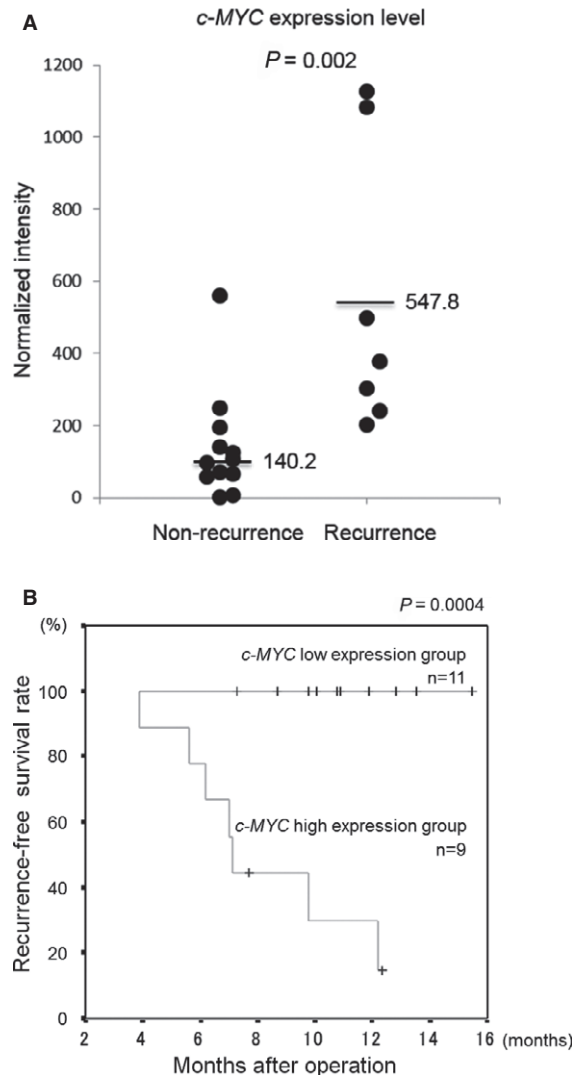 A
c-MYC expression level
P = 0.002
Normalized intensity
1200
1000
800
600
400
200
0
547.8
140.2
Non-recurrence Recurrence
B
P = 0.0004
(%)
c-MYC low expression group
n=11
100
80
60
40
20
0
Recurrence-free survival rate
c-MYC high expression group
n=9
2 4 6 8 10 12 14 16 (months)
Months after operation